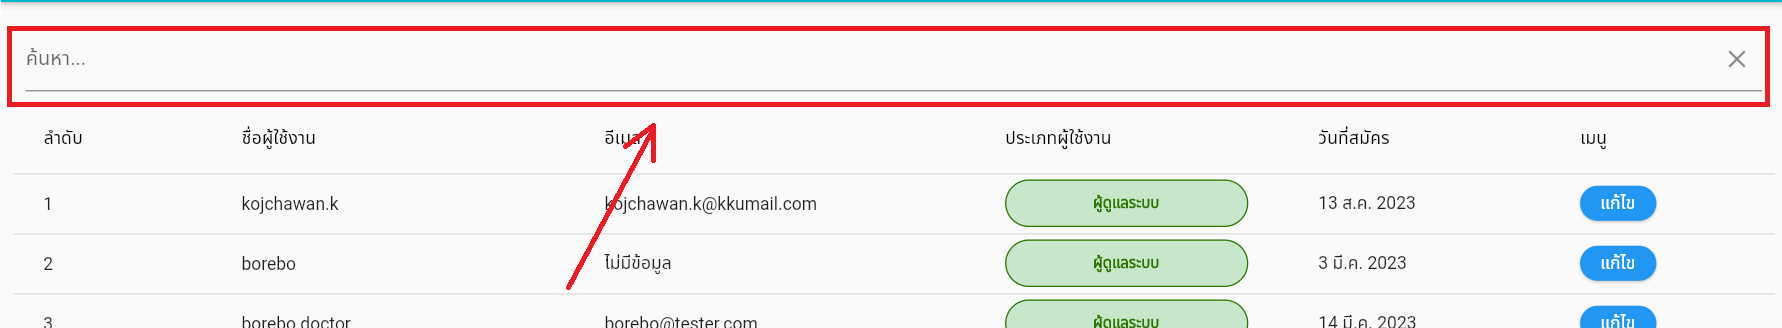 ค้นหา...
ลำดับ ชื่อผู้ใช้งาน อีเมล ประเภทผู้ใช้งาน วันที่สมัคร เมนู
1 kojchawan.k kojchawan.k@kkumail.com ผู้ดูแลระบบ 13 ส.ค. 2023 แก้ไข
2 borebo ไม่มีข้อมูล ผู้ดูแลระบบ 3 มี.ค. 2023 แก้ไข
3 borebo doctor borebo@tester.com ผู้ดูแลระบบ 14 มี.ค. 2023 แก้ไข